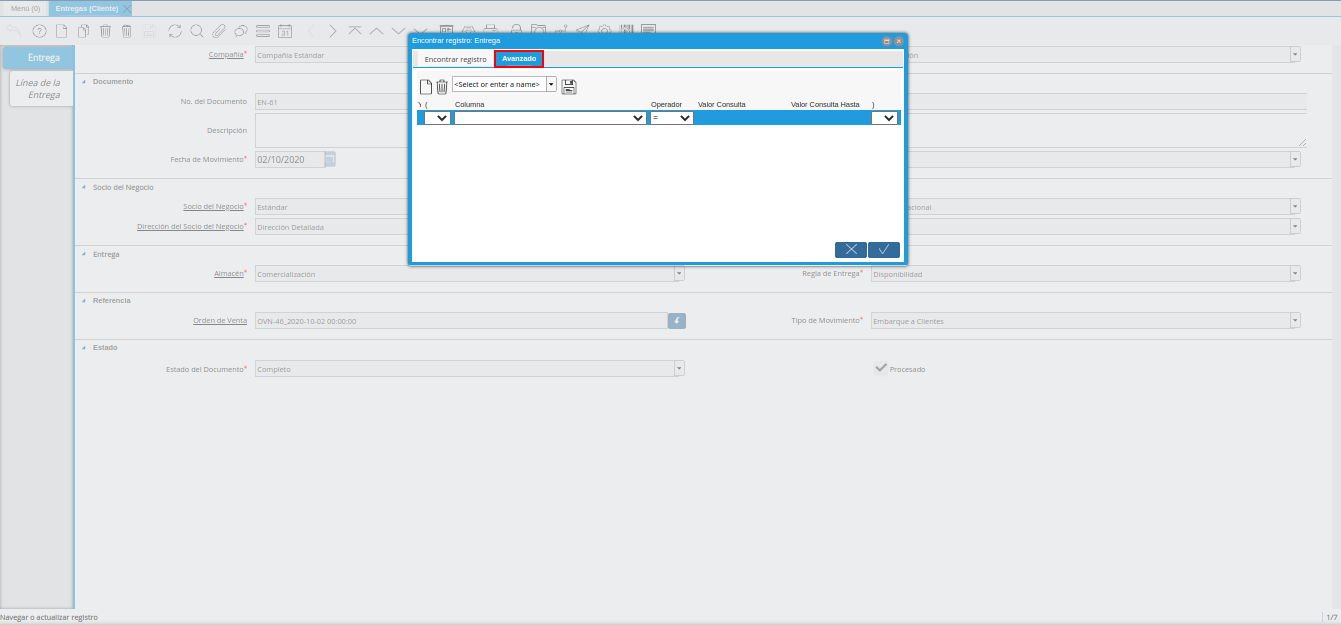 Menú (0)
Entregas (Cliente)
31
Encontrar registro: Entrega
Encontrar registro
Avanzado
<Select or enter a name>
Y ( Columna Operador Valor Consulta Valor Consulta Hasta )
=
Entrega
Línea de la
Entrega
Compañía* Compañía Estándar
Documento
No. del Documento EN-61
Descripción
Fecha de Movimiento* 02/10/2020
Socio del Negocio
Socio del Negocio* Estándar
Dirección del Socio del Negocio* Dirección Detallada
Entrega
Almacén* Comercialización Regla de Entrega* Disponibilidad
Referencia
Orden de Venta OVN-46_2020-10-02 00:00:00 Tipo de Movimiento* Embarque a Clientes
Estado
Estado del Documento* Completo Procesado
Navegar o actualizar registro 1/7